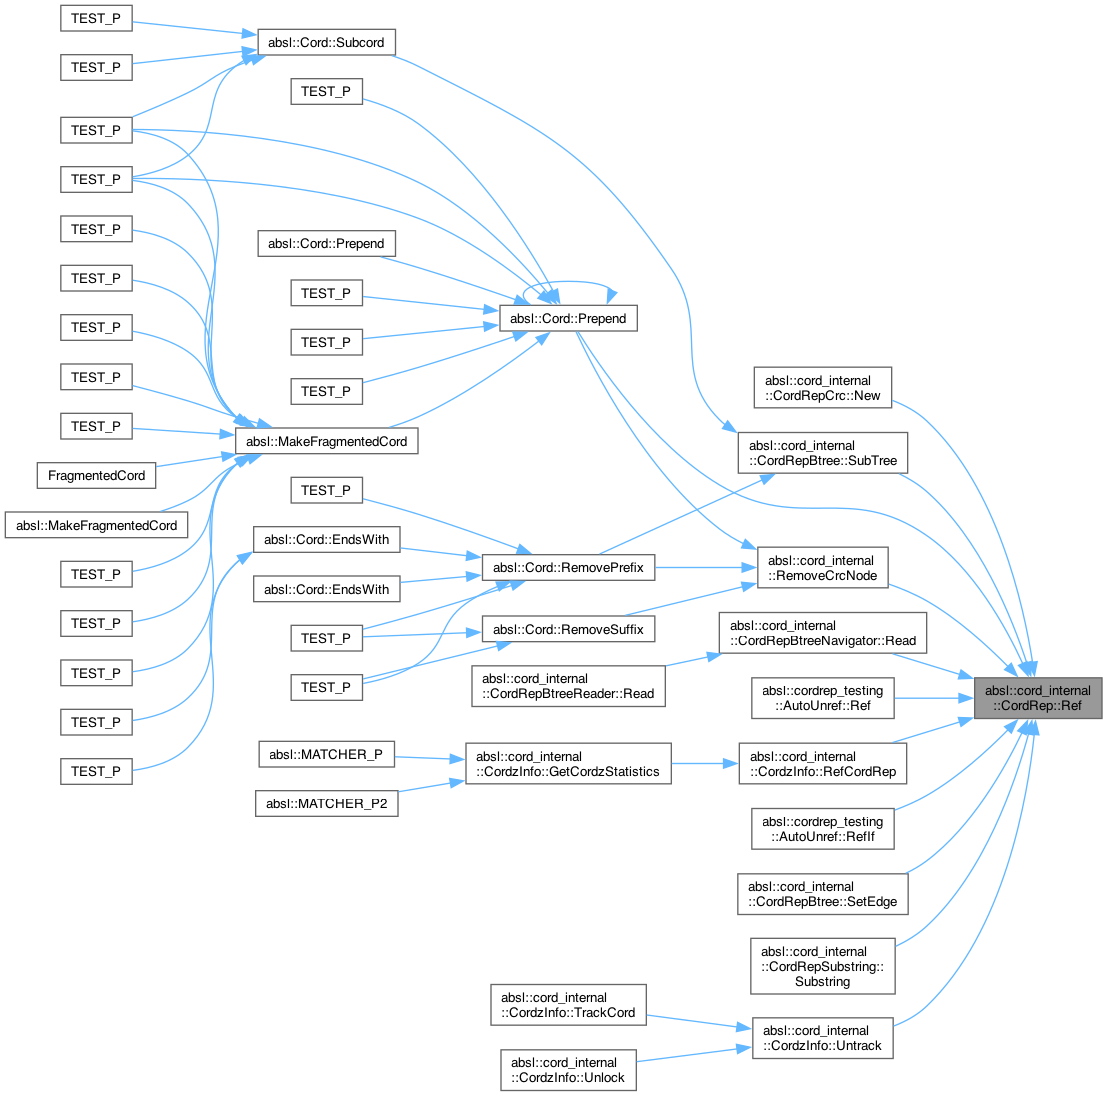 TEST_P
TEST_P
TEST_P
TEST_P
TEST_P
TEST_P
TEST_P
TEST_P
TEST_P
FragmentedCord
absl::MakeFragmentedCord
TEST_P
TEST_P
TEST_P
TEST_P
TEST_P
absl::Cord::Subcord
TEST_P
absl::Cord::Prepend
TEST_P
TEST_P
TEST_P
absl::MakeFragmentedCord
TEST_P
absl::Cord::EndsWith
absl::Cord::EndsWith
TEST_P
TEST_P
absl::MATCHER_P
absl::MATCHER_P2
absl::Cord::Prepend
absl::Cord::RemovePrefix
absl::Cord::RemoveSuffix
absl::cord_internal
::CordRepBtreeReader::Read
absl::cord_internal
::CordzInfo::GetCordzStatistics
absl::cord_internal
::CordzInfo::TrackCord
absl::cord_internal
::CordzInfo::Unlock
absl::cord_internal
::CordRepCrc::New
absl::cord_internal
::CordRepBtree::SubTree
absl::cord_internal
::RemoveCrcNode
absl::cord_internal
::CordRepBtreeNavigator::Read
absl::cordrep_testing
::AutoUnref::Ref
absl::cord_internal
::CordzInfo::RefCordRep
absl::cordrep_testing
::AutoUnref::RefIf
absl::cord_internal
::CordRepBtree::SetEdge
absl::cord_internal
::CordRepSubstring::
Substring
absl::cord_internal
::CordzInfo::Untrack
absl::cord_internal
::CordRep::Ref